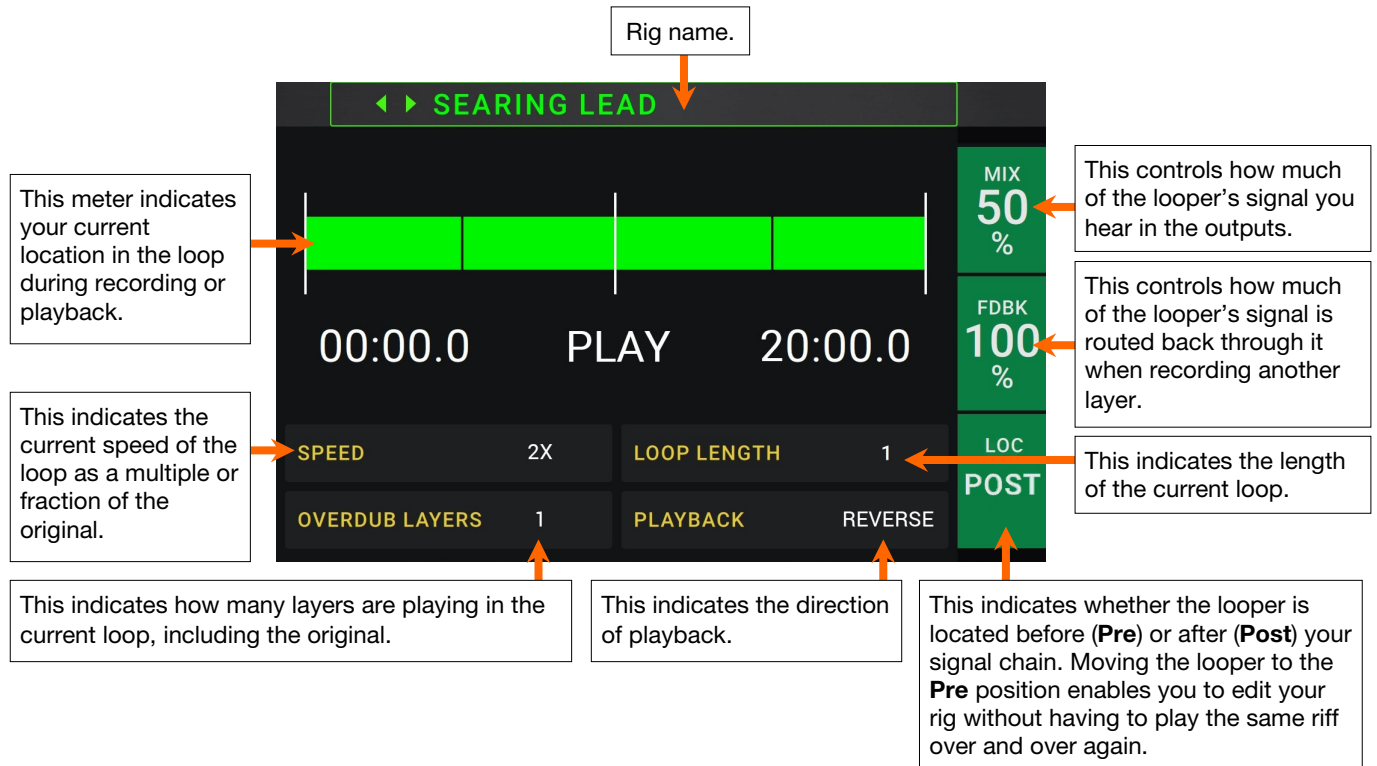 Rig name.
SEARING LEAD
This meter indicates
your current
location in the loop
during recording or
playback.
MIX
50
%
This controls how much
of the looper’s signal you
hear in the outputs.
00:00.0 PLAY 20:00.0
FDBK
100
%
This controls how much
of the looper’s signal is
routed back through it
when recording another
layer.
This indicates the
current speed of the
loop as a multiple or
fraction of the
original.
SPEED 2X
LOOP LENGTH 1
OVERDUB LAYERS 1
PLAYBACK REVERSE
LOC
POST
This indicates the length
of the current loop.
This indicates how many layers are playing in the
current loop, including the original.
This indicates the direction
of playback.
This indicates whether the looper is
located before (Pre) or after (Post) your
signal chain. Moving the looper to the
Pre position enables you to edit your
rig without having to play the same riff
over and over again.